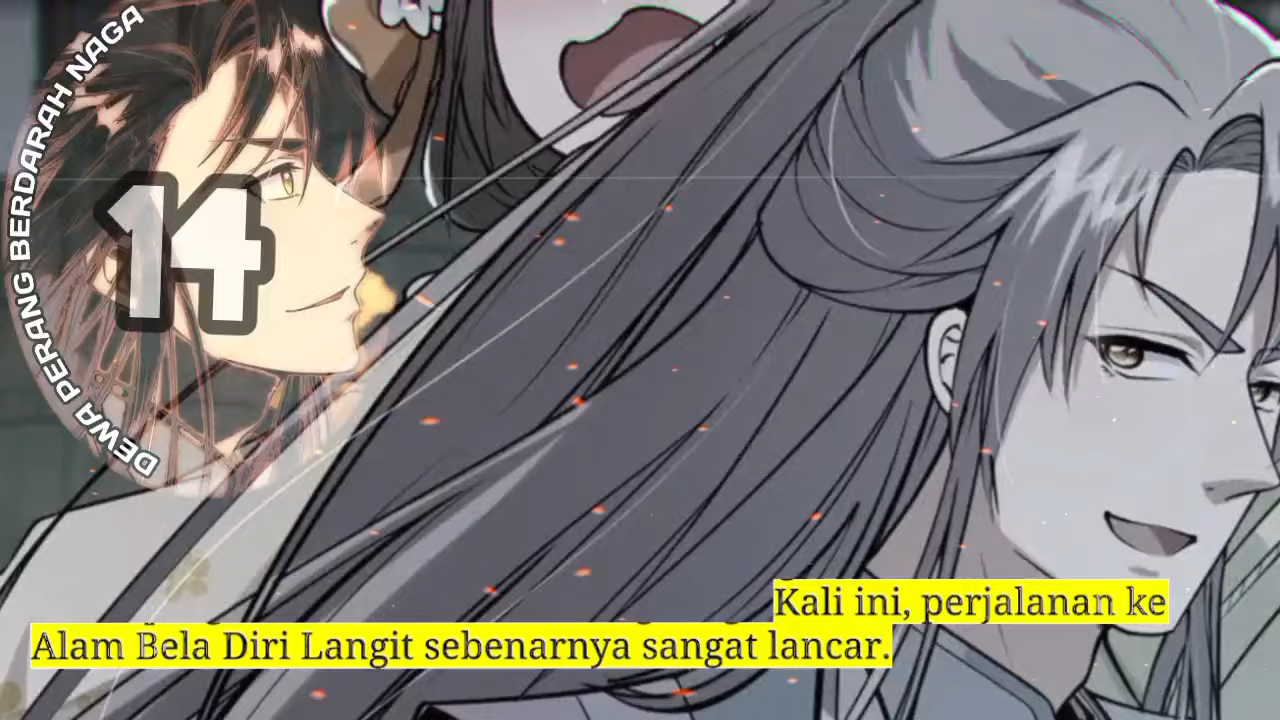 DEWA PERANG BERDARAH NAGA
14
Kali ini, perjalanan ke
Alam Bela Diri Langit sebenarnya sangat lancar.